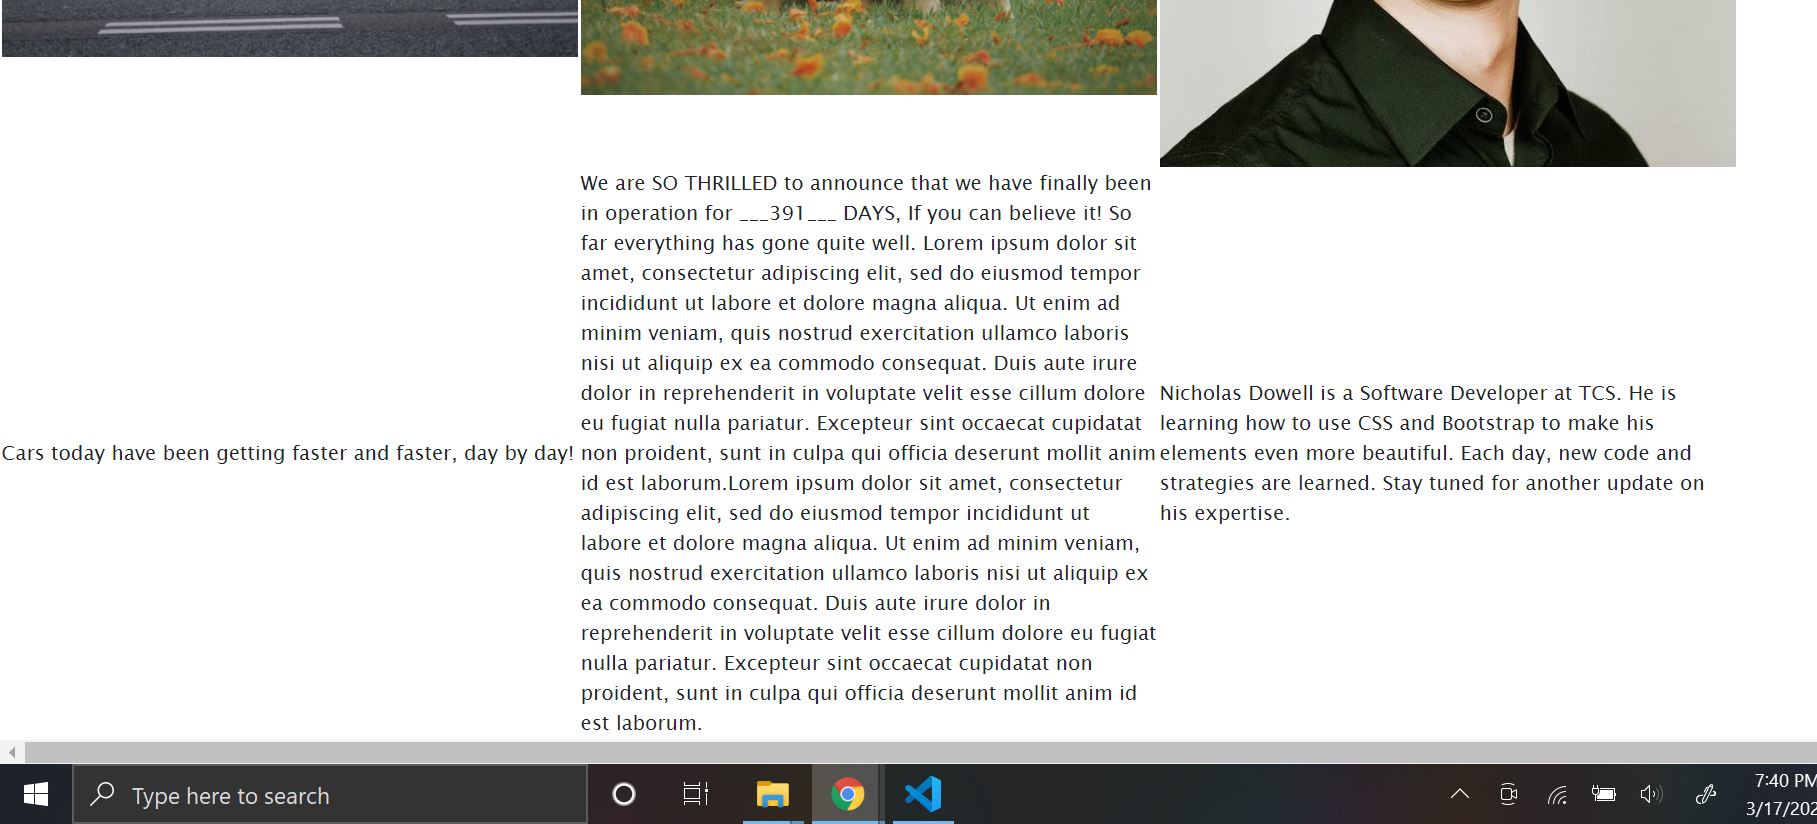 Cars today have been getting faster and faster, day by day!
We are SO THRILLED to announce that we have finally been
in operation for ___391___ DAYS, If you can believe it! So
far everything has gone quite well. Lorem ipsum dolor sit
amet, consectetur adipiscing elit, sed do eiusmod tempor
incididunt ut labore et dolore magna aliqua. Ut enim ad
minim veniam, quis nostrud exercitation ullamco laboris
nisi ut aliquip ex ea commodo consequat. Duis aute irure
dolor in reprehenderit in voluptate velit esse cillum dolore
eu fugiat nulla pariatur. Excepteur sint occaecat cupidatat
non proident, sunt in culpa qui officia deserunt mollit anim
id est laborum.Lorem ipsum dolor sit amet, consectetur
adipiscing elit, sed do eiusmod tempor incididunt ut
labore et dolore magna aliqua. Ut enim ad minim veniam,
quis nostrud exercitation ullamco laboris nisi ut aliquip ex
ea commodo consequat. Duis aute irure dolor in
reprehenderit in voluptate velit esse cillum dolore eu fugiat
nulla pariatur. Excepteur sint occaecat cupidatat non
proident, sunt in culpa qui officia deserunt mollit anim id
est laborum.
Nicholas Dowell is a Software Developer at TCS. He is
learning how to use CSS and Bootstrap to make his
elements even more beautiful. Each day, new code and
strategies are learned. Stay tuned for another update on
his expertise.
Type here to search
7:40 PM
3/17/202